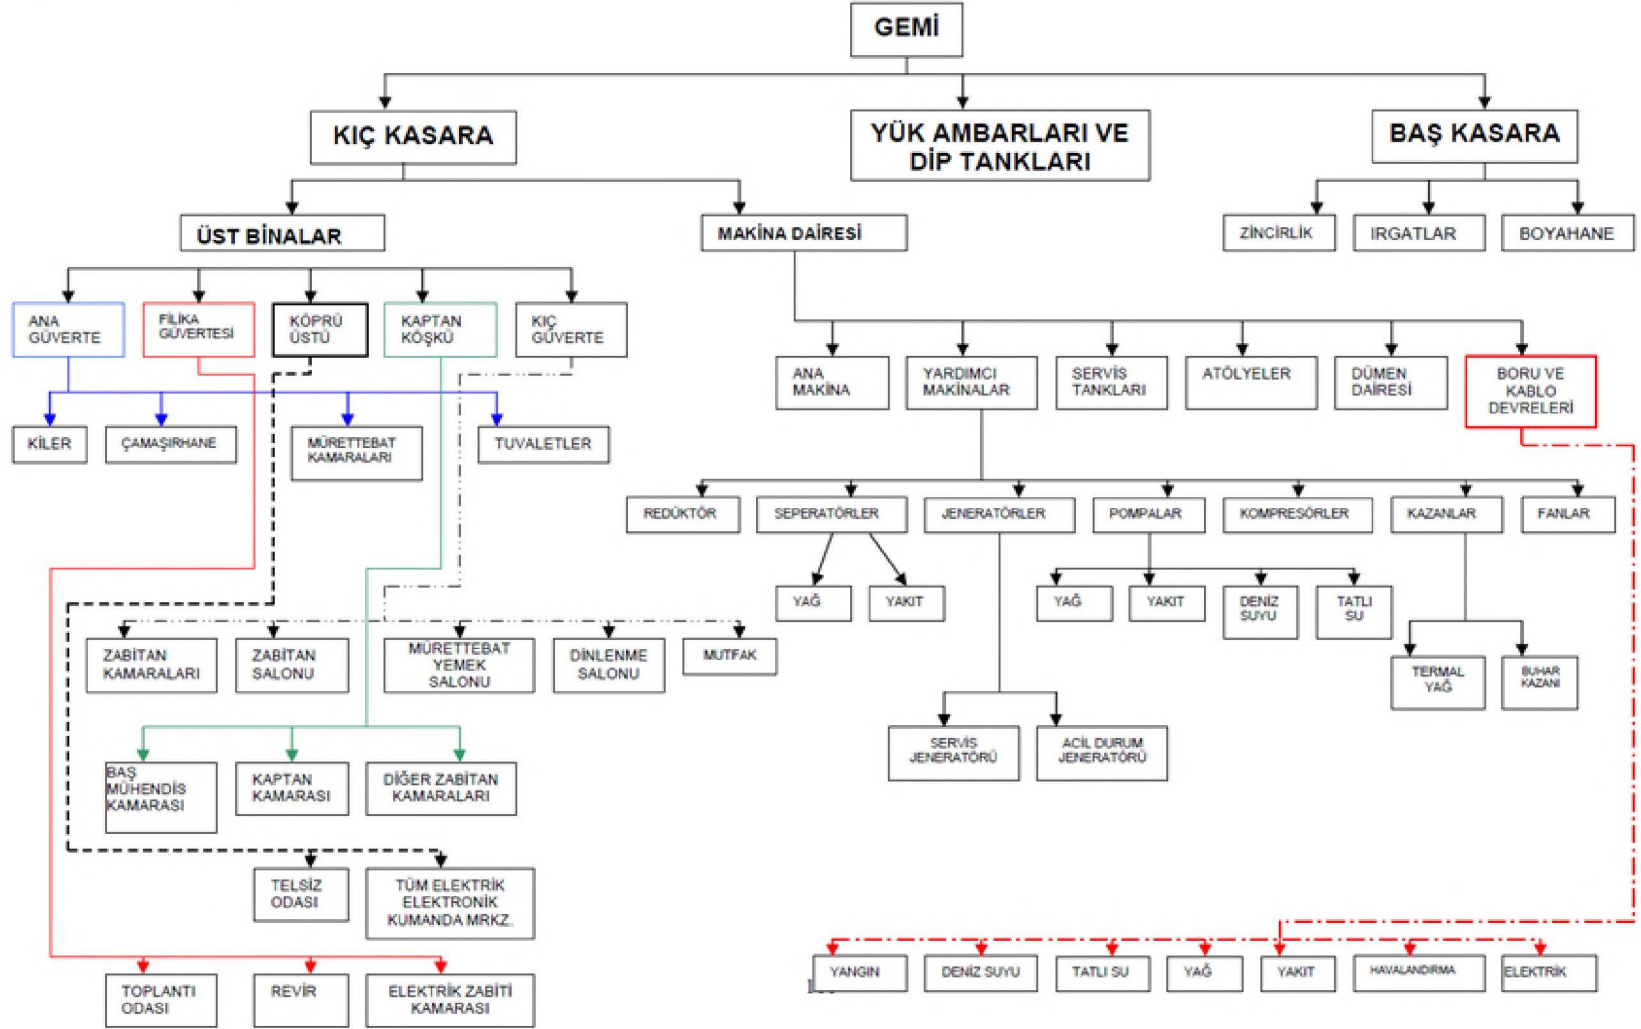 GEMİ
KIÇ KASARA
YÜK AMBARLARI VE
DİP TANKLARI
BAŞ KASARA
ÜST BİNALAR
MAKİNA DAİRESİ
ZİNCİRLİK
IRGATLAR
BOYAHANE
ANA
GÜVERTE
FİLİKA
GÜVERTESİ
KÖPRÜ
ÜSTÜ
KAPTAN
KÖŞKÜ
KIÇ
GÜVERTE
ANA
MAKİNA
YARDIMCI
MAKİNALAR
SERVİS
TANKLARI
ATÖLYELER
DÜMEN
DAİRESİ
BORU VE
KABLO
DEVRELERİ
KİLER
ÇAMAŞIRHANE
MÜRETTEBAT
KAMARALARI
TUVALETLER
REDÜKTÖR
SEPERATÖRLER
JENERATÖRLER
POMPALAR
KOMPRESÖRLER
KAZANLAR
FANLAR
YAĞ
YAKIT
YAĞ
YAKIT
DENİZ
SUYU
TATLI
SU
ZABİTAN
KAMARALARI
ZABİTAN
SALONU
MÜRETTEBAT
YEMEK
SALONU
DİNLENME
SALONU
MUTFAK
TERMAL
YAĞ
BUHAR
KAZANI
SERVİS
JENERATÖRÜ
ACİL DURUM
JENERATÖRÜ
BAŞ
MÜHENDİS
KAMARASI
KAPTAN
KAMARASI
DİĞER ZABİTAN
KAMARALARI
TELSİZ
ODASI
TÜM ELEKTRİK
ELEKTRONİK
KUMANDA MRKZ.
YANGIN
DENİZ SUYU
TATLI SU
YAĞ
YAKIT
HAVALANDIRMA
ELEKTRİK
TOPLANTI
ODASI
REVİR
ELEKTRİK ZABİTİ
KAMARASI